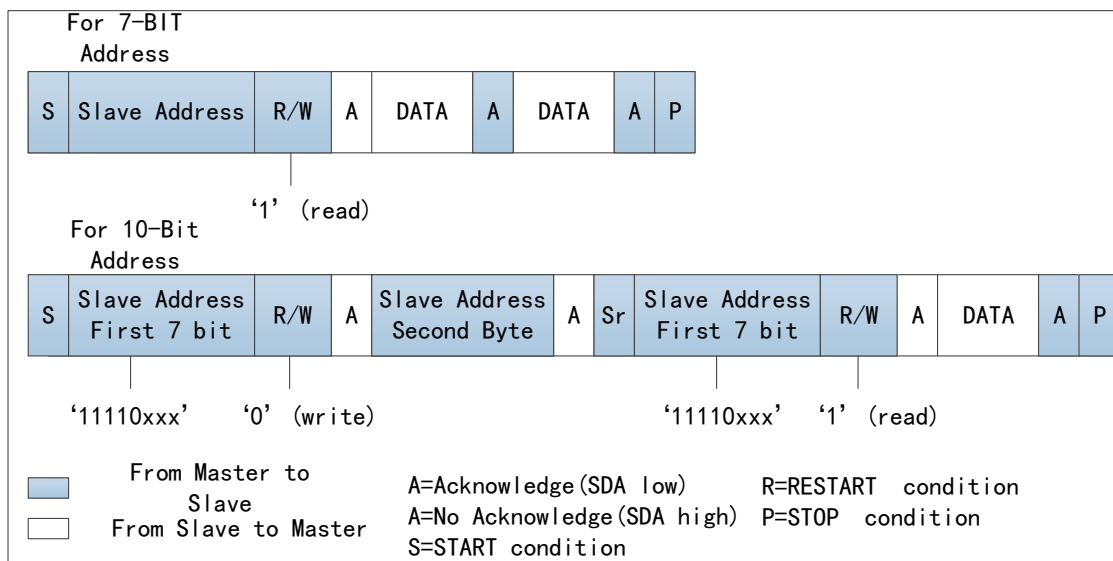 For 7-BIT
Address
S Slave Address R/W A DATA A DATA A P
‘1’ (read)
For 10-Bit
Address
S Slave Address First 7 bit R/W A Slave Address Second Byte A Sr Slave Address First 7 bit R/W A DATA A P
‘11110xxx’ ‘0’ (write) ‘11110xxx’ ‘1’ (read)
From Master to
Slave
From Slave to Master
A=Acknowledge(SDA low)
A=No Acknowledge(SDA high)
S=START condition
R=RESTART condition
P=STOP condition